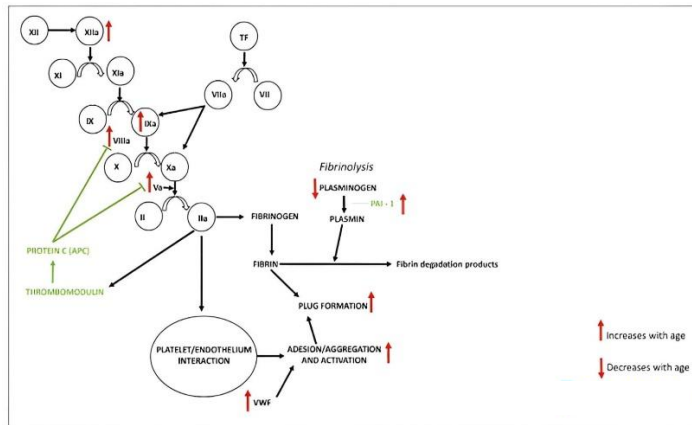 XII
XIIa
XI
XIa
TF
VIIa
VII
IX
IXa
VIIIa
X
Xa
Va
II
IIa
Fibrinolysis
PLASMINOGEN
PAI - 1
PLASMIN
FIBRINOGEN
PROTEIN C (APC)
FIBRIN
Fibrin degadation products
THROMBOMODULIN
PLUG FORMATION
PLATELET/ENDOTHELIUM
INTERACTION
ADESION/AGGREGATION
AND ACTIVATION
VWF
Increases with age
Decreases with age